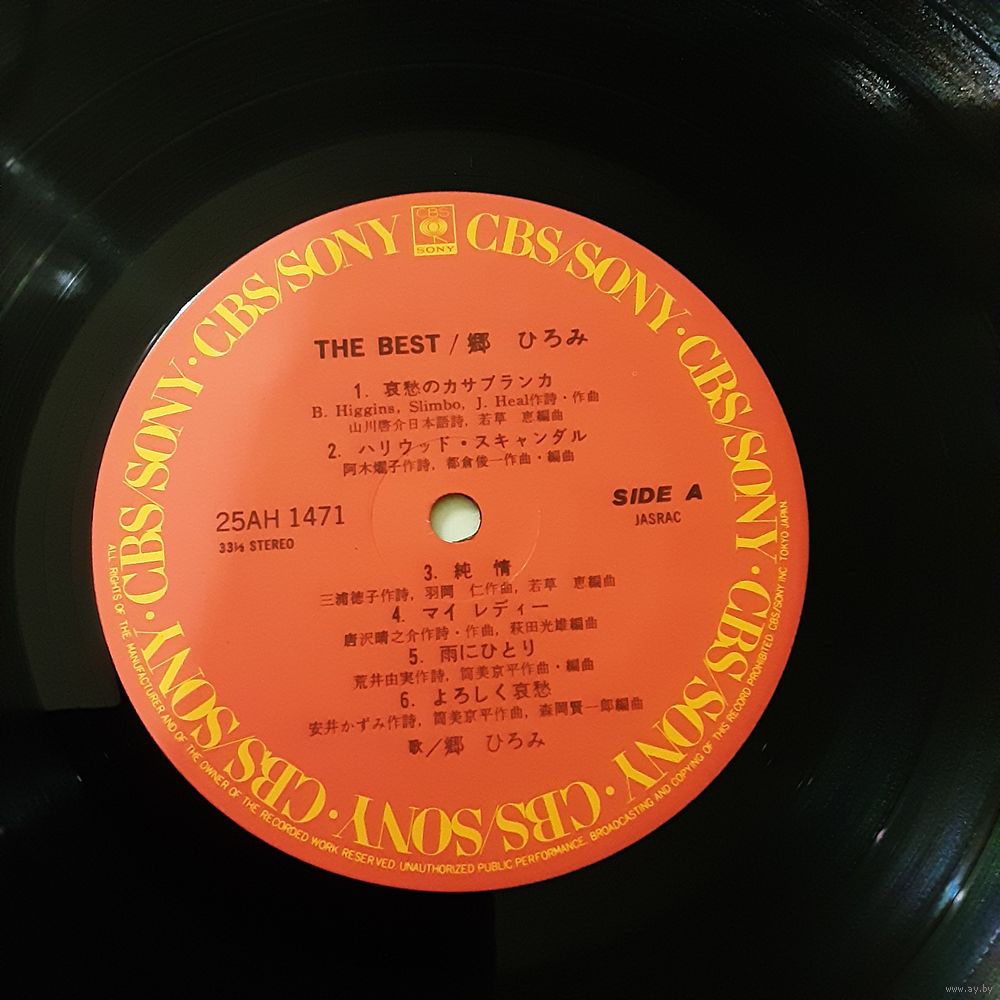 CBS
SONY
CBS/SONY · CBS/SONY · CBS/SONY · CBS/SONY · CBS/SONY · CBS/SONY · CBS/SONY · CBS/SONY
THE BEST / 郷 ひろみ
1. 哀愁のカサブランカ
B. Higgins, Slimbo, J. Heal作詩・作曲
山川啓介日本語詩, 若草 恵編曲
2. ハリウッド・スキャンダル
阿木燿子作詩, 都倉俊一作曲・編曲
25AH 1471
33⅓ STEREO
SIDE A
JASRAC
3. 純 情
三浦徳子作詩, 羽岡 仁作曲, 若草 恵編曲
4. マイ レディー
唐沢晴之介作詩・作曲, 萩田光雄編曲
5. 雨にひとり
荒井由実作詩, 筒美京平作曲・編曲
6. よろしく哀愁
安井かずみ作詩, 筒美京平作曲, 森岡賢一郎編曲
歌／郷 ひろみ
ALL RIGHTS OF THE MANUFACTURER AND OF THE OWNER OF THE RECORDED WORK RESERVED. UNAUTHORIZED PUBLIC PERFORMANCE, BROADCASTING AND COPYING OF THIS RECORD PROHIBITED. CBS/SONY INC. TOKYO JAPAN
www.ay.by